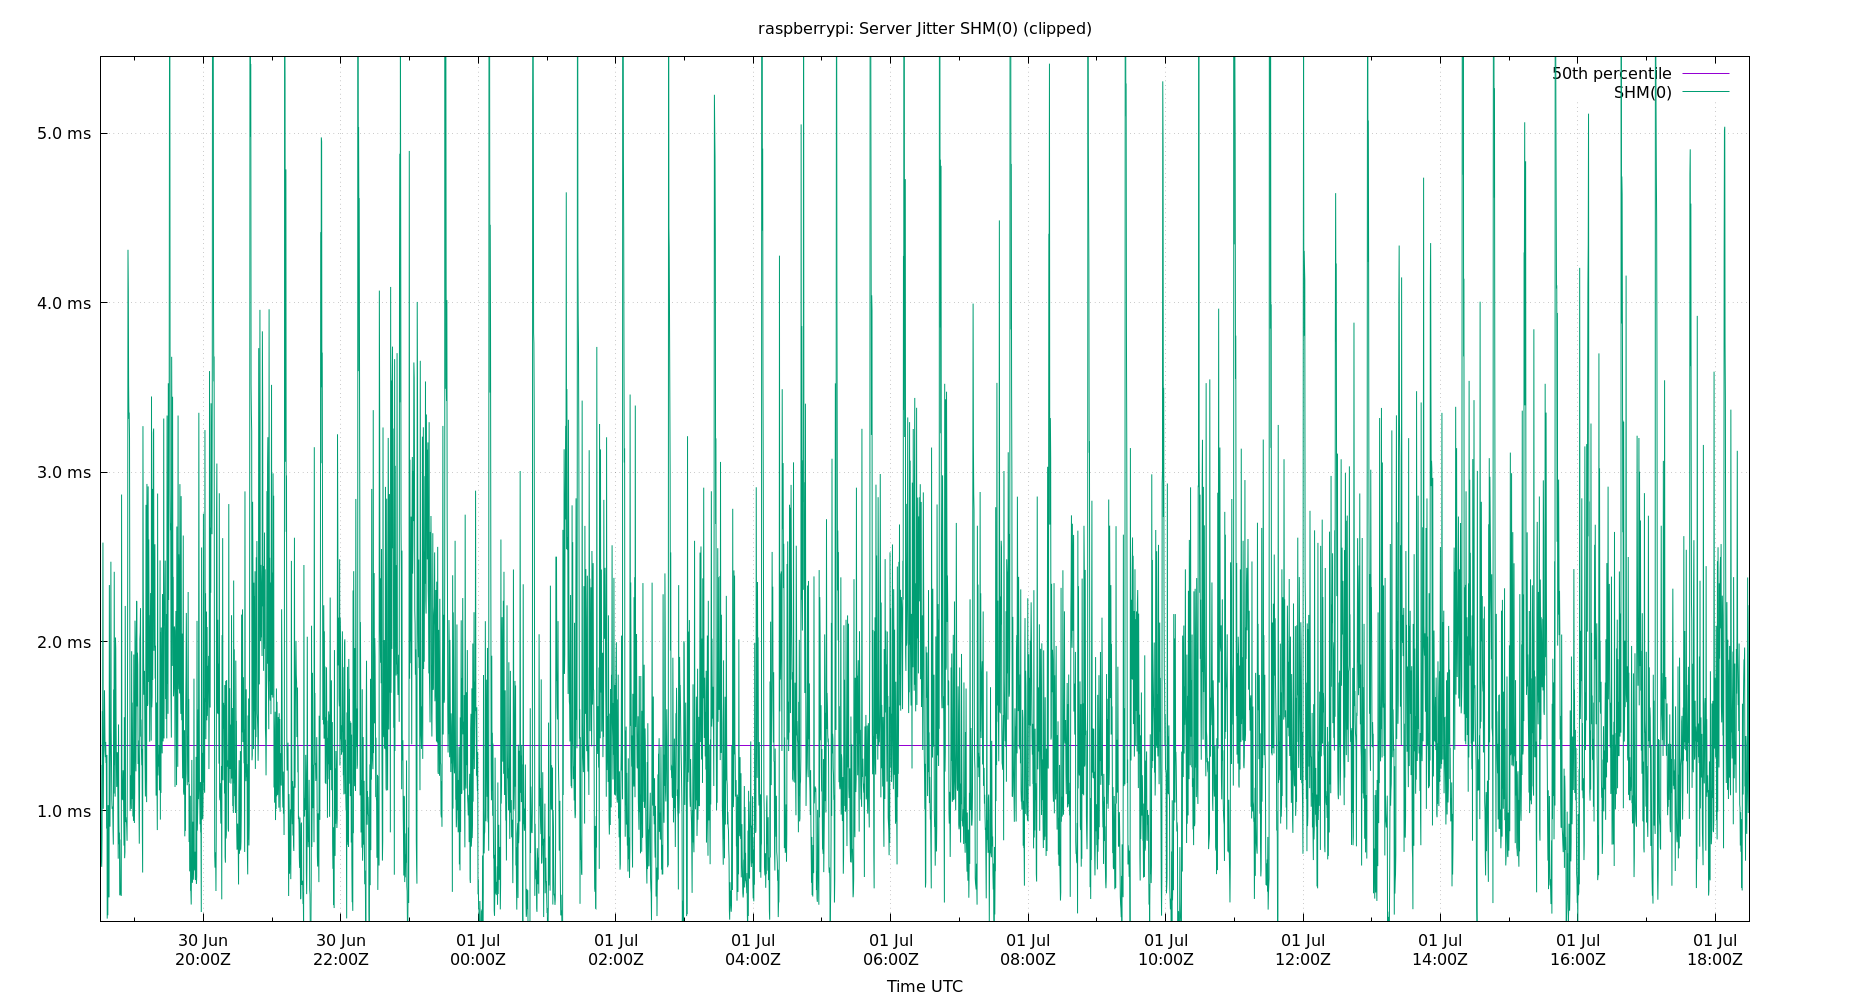 raspberrypi: Server Jitter SHM(0) (clipped)
50th percentile
SHM(0)
5.0 ms
4.0 ms
3.0 ms
2.0 ms
1.0 ms
30 Jun 30 Jun 01 Jul 01 Jul 01 Jul 01 Jul 01 Jul 01 Jul 01 Jul 01 Jul 01 Jul 01 Jul
20:00Z 22:00Z 00:00Z 02:00Z 04:00Z 06:00Z 08:00Z 10:00Z 12:00Z 14:00Z 16:00Z 18:00Z
Time UTC